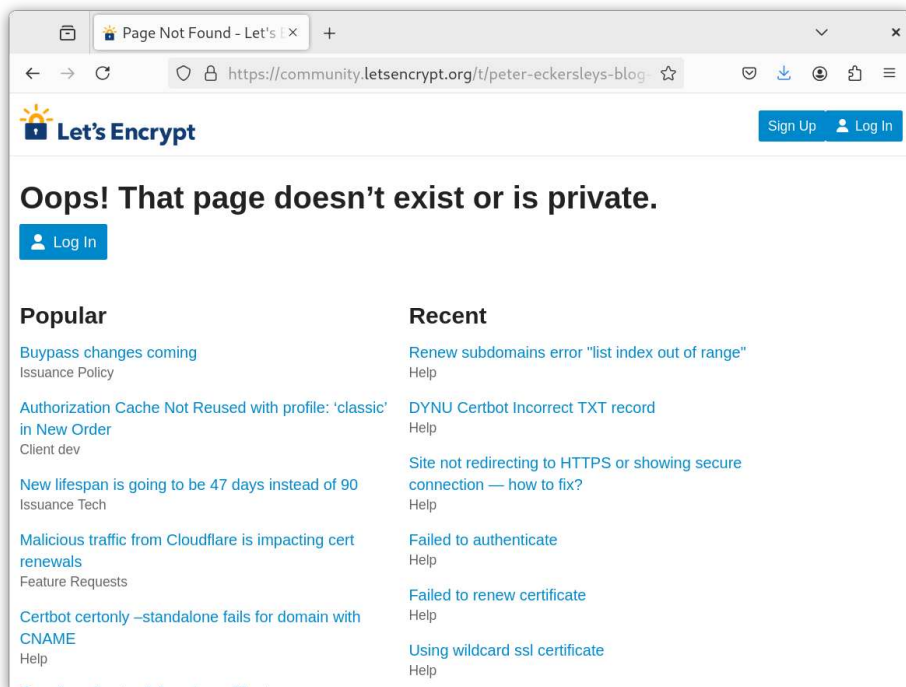 Page Not Found - Let's E
https://community.letsencrypt.org/t/peter-eckersleys-blog-
Let's Encrypt
Sign Up
Log In
Oops! That page doesn’t exist or is private.
Log In
Popular
Buypass changes coming
Issuance Policy
Authorization Cache Not Reused with profile: ‘classic’
in New Order
Client dev
New lifespan is going to be 47 days instead of 90
Issuance Tech
Malicious traffic from Cloudflare is impacting cert
renewals
Feature Requests
Certbot certonly –standalone fails for domain with
CNAME
Help
Recent
Renew subdomains error "list index out of range"
Help
DYNU Certbot Incorrect TXT record
Help
Site not redirecting to HTTPS or showing secure
connection — how to fix?
Help
Failed to authenticate
Help
Failed to renew certificate
Help
Using wildcard ssl certificate
Help